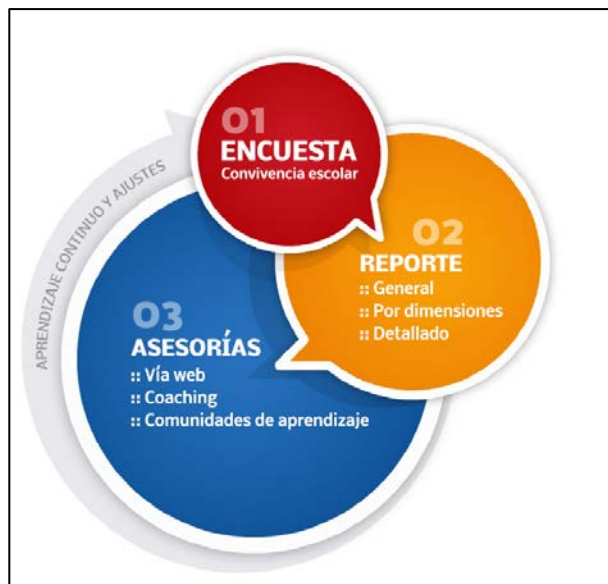 01
ENCUESTA
Convivencia escolar
02
REPORTE
:: General
:: Por dimensiones
:: Detallado
03
ASESORÍAS
:: Vía web
:: Coaching
:: Comunidades de aprendizaje
APRENDIZAJE CONTINUO Y AJUSTES